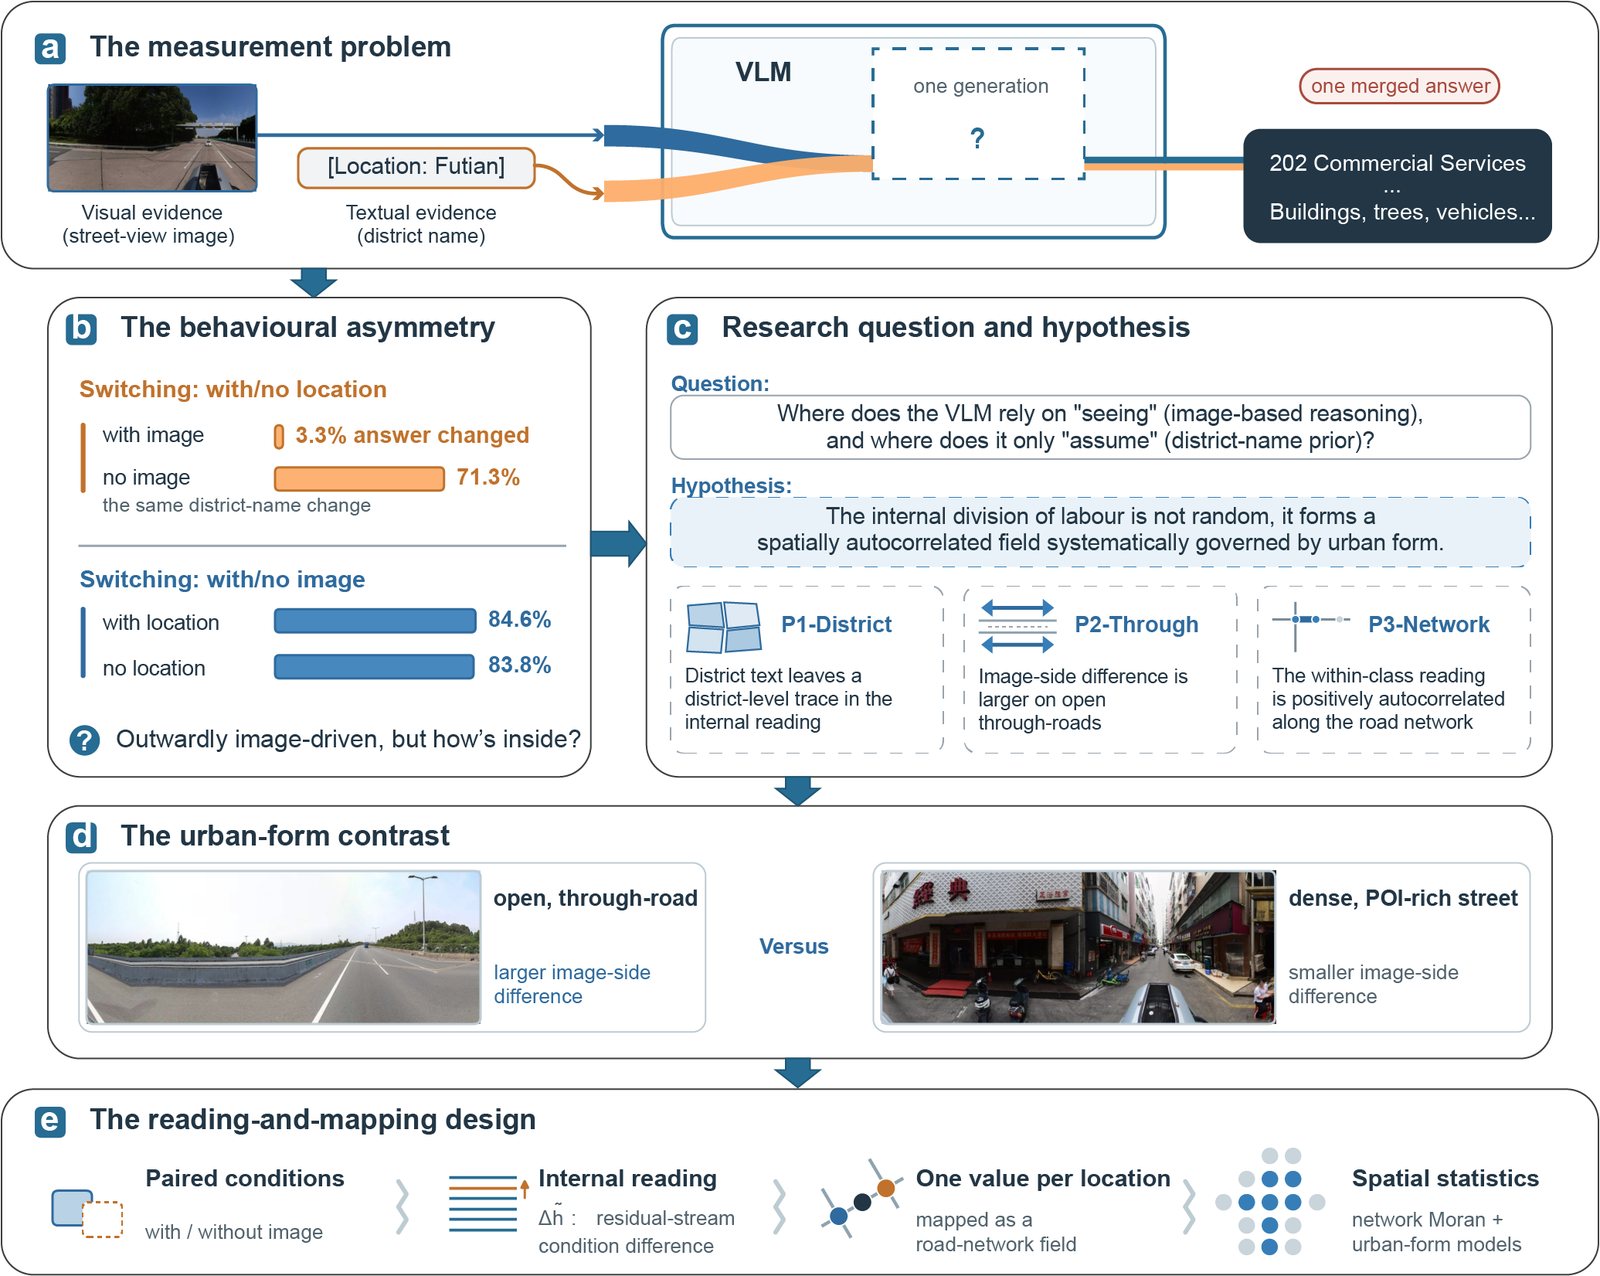 a The measurement problem
VLM
one generation
?
one merged answer
[Location: Futian]
202 Commercial Services
...
Buildings, trees, vehicles...
Visual evidence
(street-view image)
Textual evidence
(district name)
b The behavioural asymmetry
Switching: with/no location
with image 3.3% answer changed
no image 71.3%
the same district-name change
Switching: with/no image
with location 84.6%
no location 83.8%
? Outwardly image-driven, but how's inside?
c Research question and hypothesis
Question:
Where does the VLM rely on "seeing" (image-based reasoning),
and where does it only "assume" (district-name prior)?
Hypothesis:
The internal division of labour is not random, it forms a
spatially autocorrelated field systematically governed by urban form.
P1-District
District text leaves a
district-level trace in the
internal reading
P2-Through
Image-side difference is
larger on open
through-roads
P3-Network
The within-class reading
is positively autocorrelated
along the road network
d The urban-form contrast
open, through-road
larger image-side
difference
Versus
經典
dense, POI-rich street
smaller image-side
difference
e The reading-and-mapping design
Paired conditions
with / without image
Internal reading
Δh̃ : residual-stream
condition difference
One value per location
mapped as a
road-network field
Spatial statistics
network Moran +
urban-form models